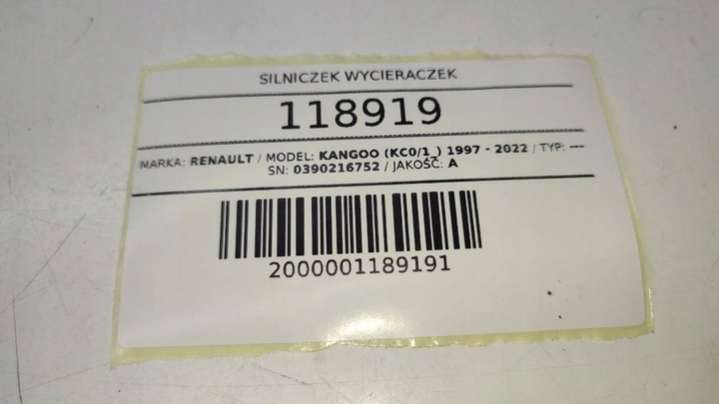 SILNICZEK WYCIERACZEK
118919
MARKA: RENAULT / MODEL: KANGOO (KC0/1_) 1997 - 2022 / TYP: ---
SN: 0390216752 / JAKOŚĆ: A
2000001189191